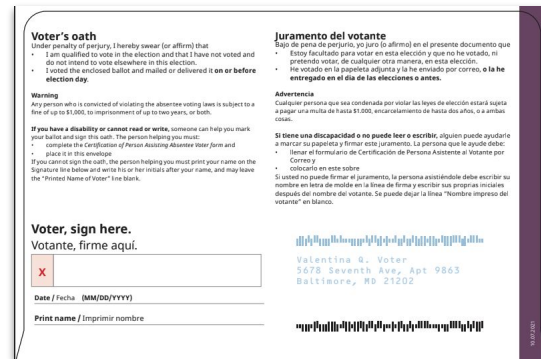 Voter's oath
Under penalty of perjury, I hereby swear (or affirm) that
• I am qualified to vote in the election and that I have not voted and
do not intend to vote elsewhere in this election.
• I voted the enclosed ballot and mailed or delivered it on or before
election day.
Warning
Any person who is convicted of violating the absentee voting laws is subject to a
fine of up to $1,000, to imprisonment of up to two years, or both.
If you have a disability or cannot read or write, someone can help you mark
your ballot and sign this oath. The person helping you must:
• complete the Certification of Person Assisting Absentee Voter form and
• place it in this envelope
If you cannot sign the oath, the person helping you must print your name on the
Signature line below and write his or her initials after your name, and may leave
the "Printed Name of Voter" line blank.
Voter, sign here.
Votante, firme aquí.
X
Date / Fecha (MM/DD/YYYY)
Print name / Imprimir nombre
Juramento del votante
Bajo de pena de perjurio, yo juro (o afirmo) en el presente documento que
• Estoy facultado para votar en esta elección y que no he votado, ni
pretendo votar, de cualquier otra manera, en esta elección.
• He votado en la papeleta adjunta y la he enviado por correo, o la he
entregado en el día de las elecciones o antes.
Advertencia
Cualquier persona que sea condenada por violar las leyes de elección estará sujeta
a pagar una multa de hasta $1.000, encarcelamiento de hasta dos años, o a ambas
cosas.
Si tiene una discapacidad o no puede leer o escribir, alguien puede ayudarle
a marcar su papeleta y firmar este juramento. La persona que le ayude debe:
• llenar el formulario de Certificación de Persona Asistente al Votante por
Correo y
• colocarlo en este sobre
Si usted no puede firmar el juramento, la persona asistiéndole debe escribir su
nombre en letra de molde en la línea de firma y escribir sus propias iniciales
después del nombre del votante. Se puede dejar la línea "Nombre impreso del
votante" en blanco.
Valentina Q. Voter
5678 Seventh Ave, Apt 9863
Baltimore, MD 21202